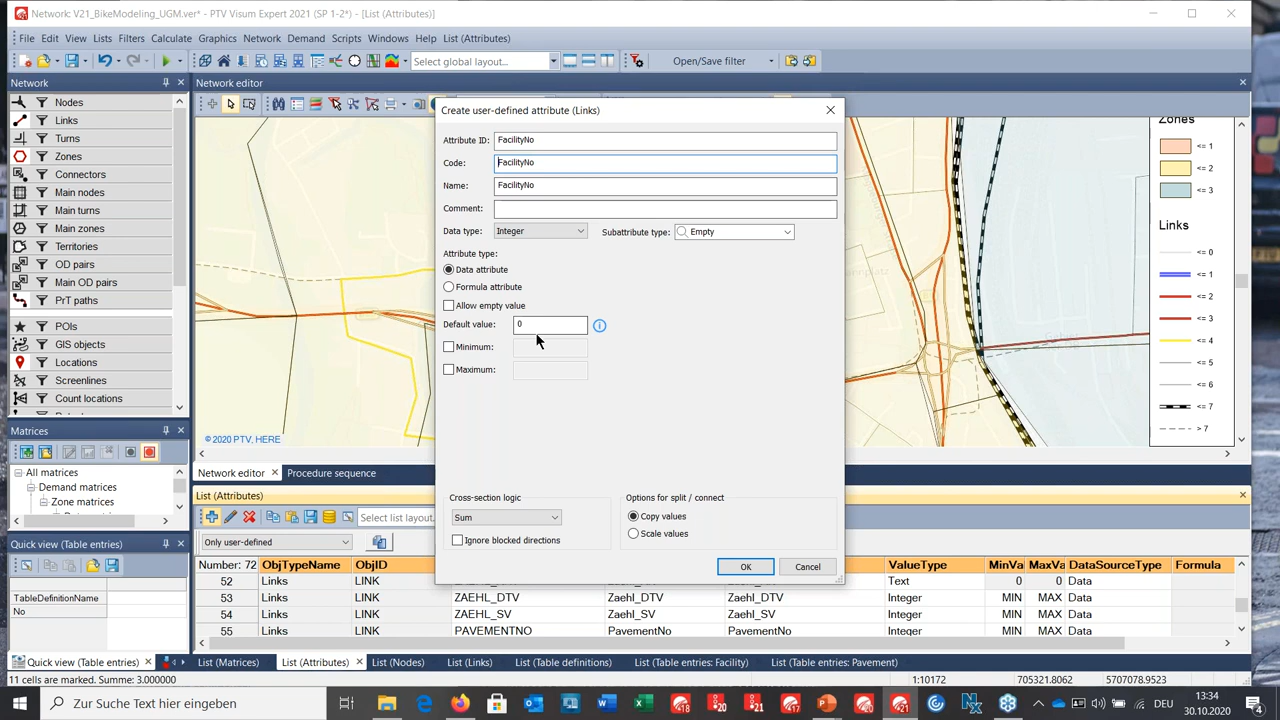 Network: V21_BikeModeling_UGM.ver* - PTV Visum Expert 2021 (SP 1-2*) - [List (Attributes)]
File Edit View Lists Filters Calculate Graphics Network Demand Scripts Windows Help List (Attributes)
Select global layout...
Open/Save filter
Network
Nodes
Links
Turns
Zones
Connectors
Main nodes
Main turns
Main zones
Territories
OD pairs
Main OD pairs
PrT paths
POIs
GIS objects
Locations
Screenlines
Count locations
Matrices
All matrices
Demand matrices
Zone matrices
Quick view (Table entries)
TableDefinitionName
No
Network editor
© 2020 PTV, HERE
Zones
<= 1
<= 2
<= 3
Links
<= 0
<= 1
<= 2
<= 3
<= 4
<= 5
<= 6
<= 7
> 7
Create user-defined attribute (Links)
Attribute ID: FacilityNo
Code: FacilityNo
Name: FacilityNo
Comment:
Data type: Integer Subattribute type: Empty
Attribute type:
Data attribute
Formula attribute
Allow empty value
Default value: 0
Minimum:
Maximum:
Cross-section logic
Sum
Ignore blocked directions
Options for split / connect
Copy values
Scale values
OK Cancel
Network editor Procedure sequence
List (Attributes)
Select list layout...
Only user-defined
Number: 72 ObjTypeName ObjID ValueType MinVa MaxVa DataSourceType Formula
52 Links LINK Text 0 0 Data
53 Links LINK ZAEHL_DTV Zaehl_DTV Zaehl_DTV Integer MIN MAX Data
54 Links LINK ZAEHL_SV Zaehl_SV Zaehl_SV Integer MIN MAX Data
55 Links LINK PAVEMENTNO PavementNo PavementNo Integer MIN MAX Data
Quick view (Table entries) List (Matrices) List (Attributes) List (Nodes) List (Links) List (Table definitions) List (Table entries: Facility) List (Table entries: Pavement)
11 cells are marked. Summe: 3.000000 1:10172 705321.8062 5707078.9523
Zur Suche Text hier eingeben
DEU
13:34
30.10.2020